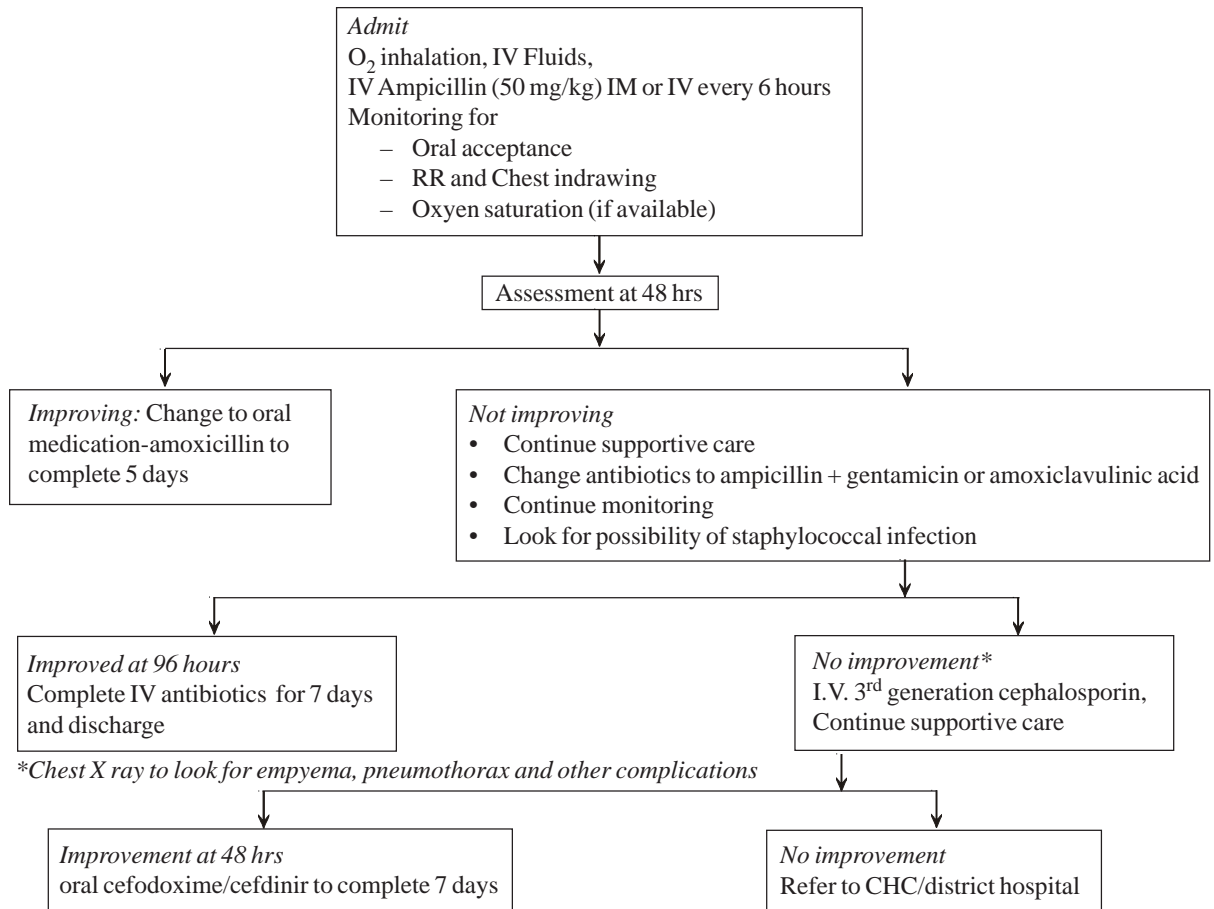 Admit
O2 inhalation, IV Fluids,
IV Ampicillin (50 mg/kg) IM or IV every 6 hours
Monitoring for
– Oral acceptance
– RR and Chest indrawing
– Oxyen saturation (if available)
Assessment at 48 hrs
Improving: Change to oral
medication-amoxicillin to
complete 5 days
Not improving
• Continue supportive care
• Change antibiotics to ampicillin + gentamicin or amoxiclavulinic acid
• Continue monitoring
• Look for possibility of staphylococcal infection
Improved at 96 hours
Complete IV antibiotics for 7 days
and discharge
No improvement*
I.V. 3rd generation cephalosporin,
Continue supportive care
*Chest X ray to look for empyema, pneumothorax and other complications
Improvement at 48 hrs
oral cefodoxime/cefdinir to complete 7 days
No improvement
Refer to CHC/district hospital